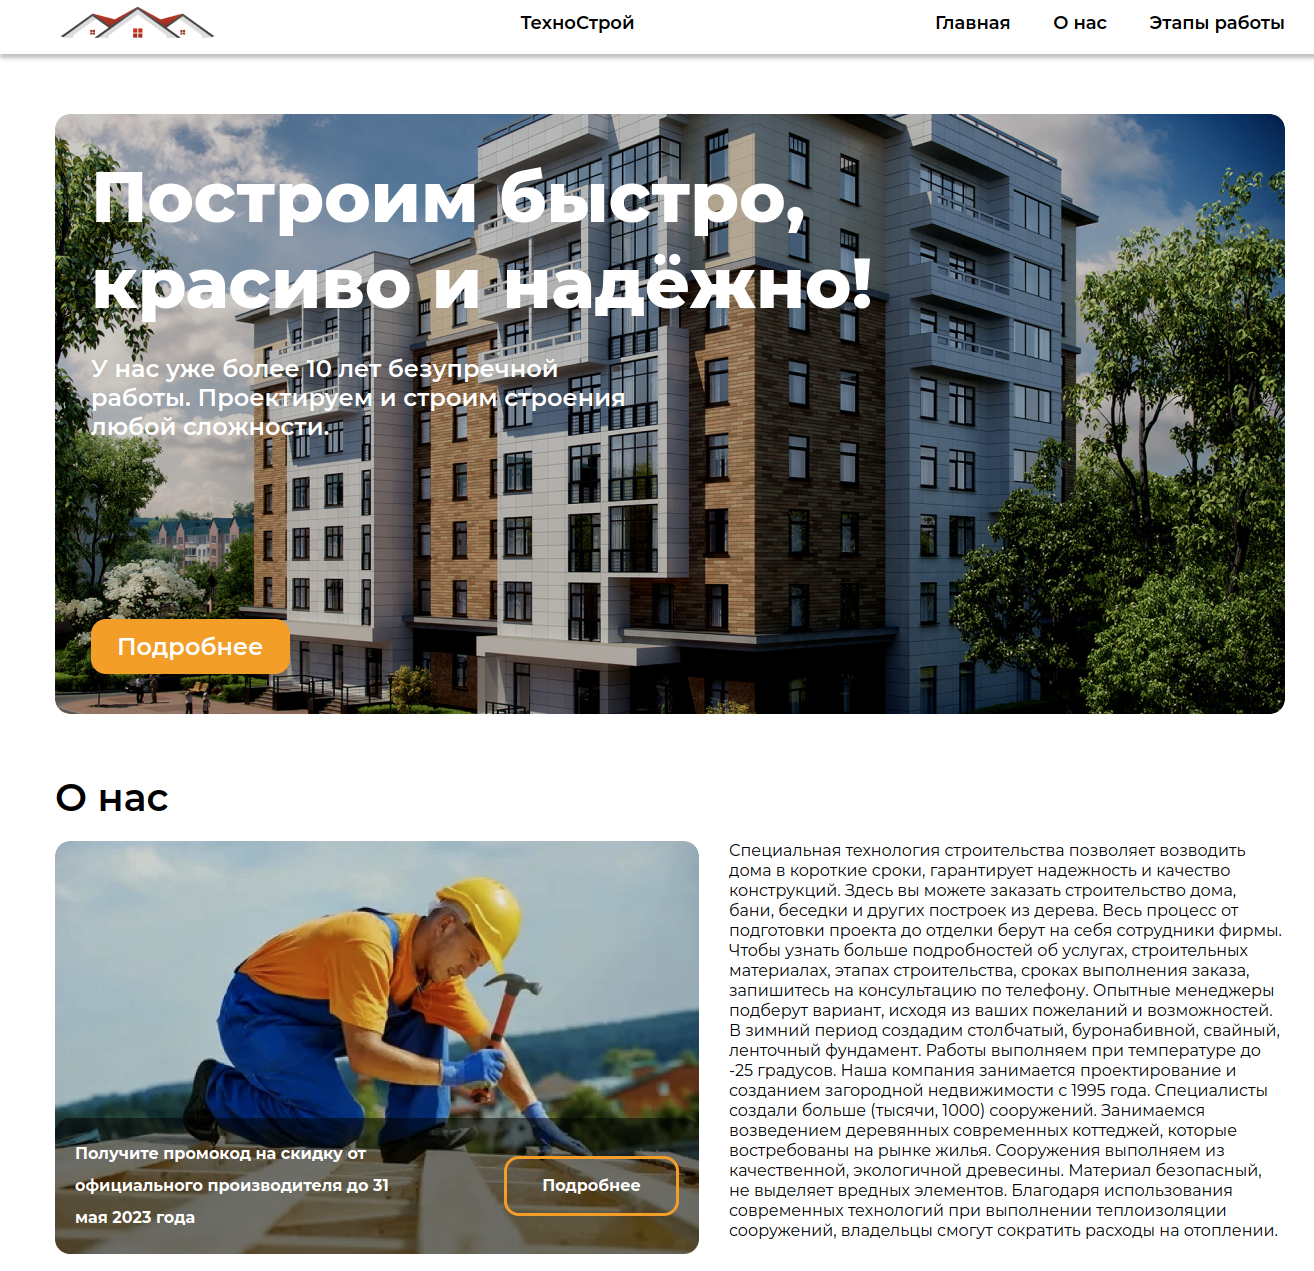 ТехноСтрой
Главная О нас Этапы работы
Построим быстро,
красиво и надёжно!
У нас уже более 10 лет безупречной
работы. Проектируем и строим строения
любой сложности.
Подробнее
О нас
Получите промокод на скидку от
официального производителя до 31
мая 2023 года
Подробнее
Специальная технология строительства позволяет возводить
дома в короткие сроки, гарантирует надежность и качество
конструкций. Здесь вы можете заказать строительство дома,
бани, беседки и других построек из дерева. Весь процесс от
подготовки проекта до отделки берут на себя сотрудники фирмы.
Чтобы узнать больше подробностей об услугах, строительных
материалах, этапах строительства, сроках выполнения заказа,
запишитесь на консультацию по телефону. Опытные менеджеры
подберут вариант, исходя из ваших пожеланий и возможностей.
В зимний период создадим столбчатый, буронабивной, свайный,
ленточный фундамент. Работы выполняем при температуре до
-25 градусов. Наша компания занимается проектирование и
созданием загородной недвижимости с 1995 года. Специалисты
создали больше (тысячи, 1000) сооружений. Занимаемся
возведением деревянных современных коттеджей, которые
востребованы на рынке жилья. Сооружения выполняем из
качественной, экологичной древесины. Материал безопасный,
не выделяет вредных элементов. Благодаря использования
современных технологий при выполнении теплоизоляции
сооружений, владельцы смогут сократить расходы на отоплении.